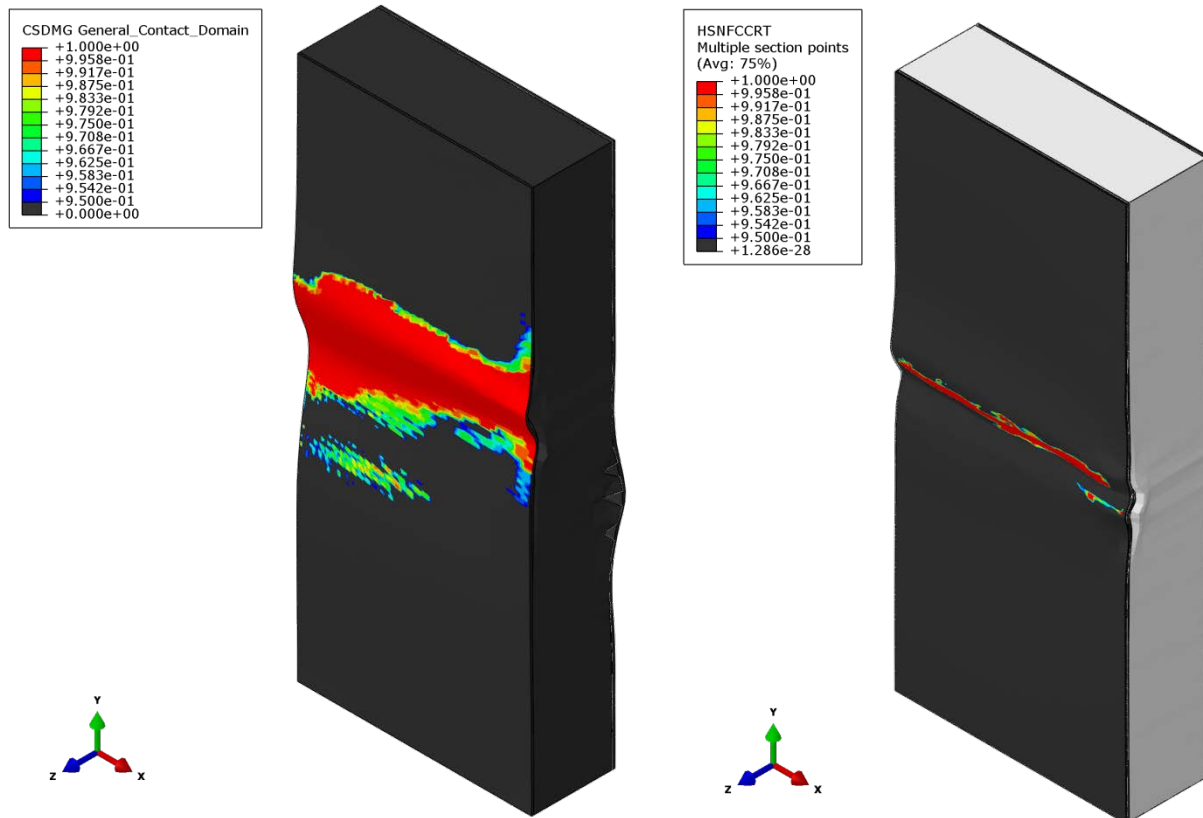 CSDMG General_Contact_Domain
+1.000e+00
+9.958e-01
+9.917e-01
+9.875e-01
+9.833e-01
+9.792e-01
+9.750e-01
+9.708e-01
+9.667e-01
+9.625e-01
+9.583e-01
+9.542e-01
+9.500e-01
+0.000e+00
Y
Z
X
HSNFCCRT
Multiple section points
(Avg: 75%)
+1.000e+00
+9.958e-01
+9.917e-01
+9.875e-01
+9.833e-01
+9.792e-01
+9.750e-01
+9.708e-01
+9.667e-01
+9.625e-01
+9.583e-01
+9.542e-01
+9.500e-01
+1.286e-28
Y
Z
X